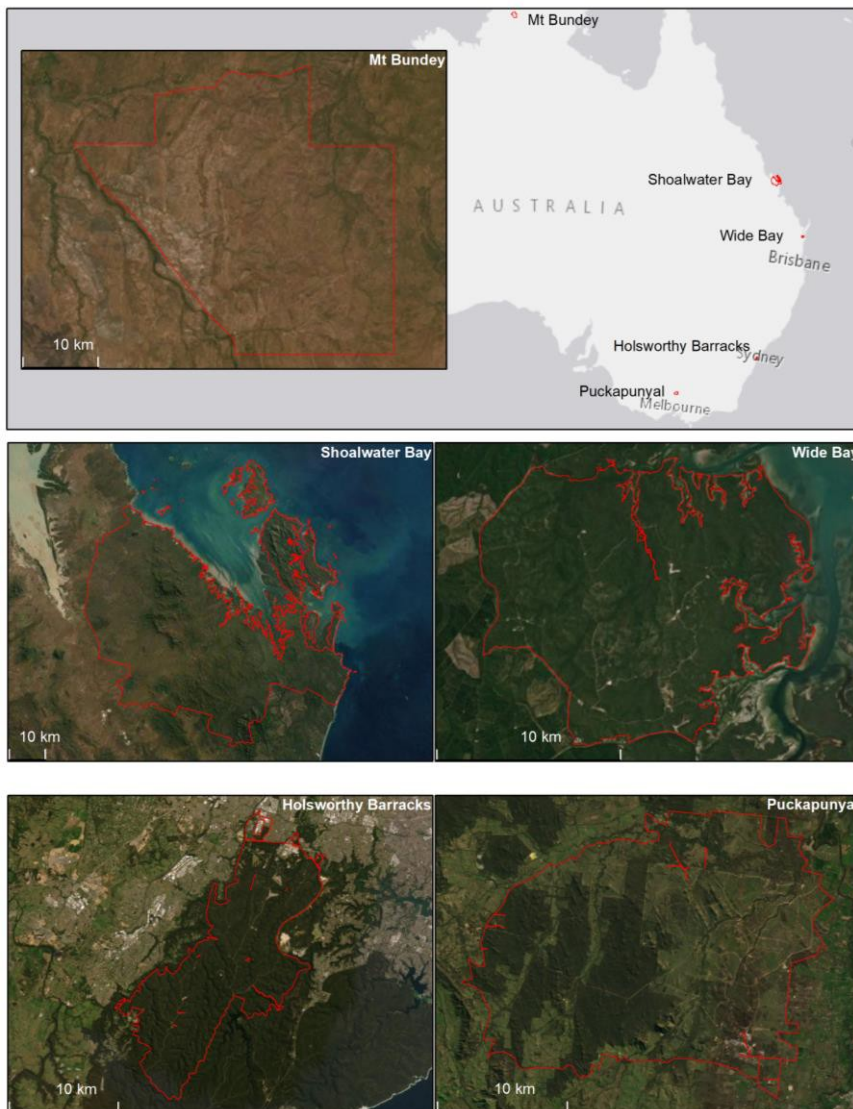 Mt Bundey
Mt Bundey
Shoalwater Bay
AUSTRALIA
Wide Bay
Brisbane
10 km
Holsworthy Barracks
Sydney
Puckapunyal
Melbourne
Shoalwater Bay
Wide Bay
10 km
10 km
Holsworthy Barracks
Puckapunyal
10 km
10 km